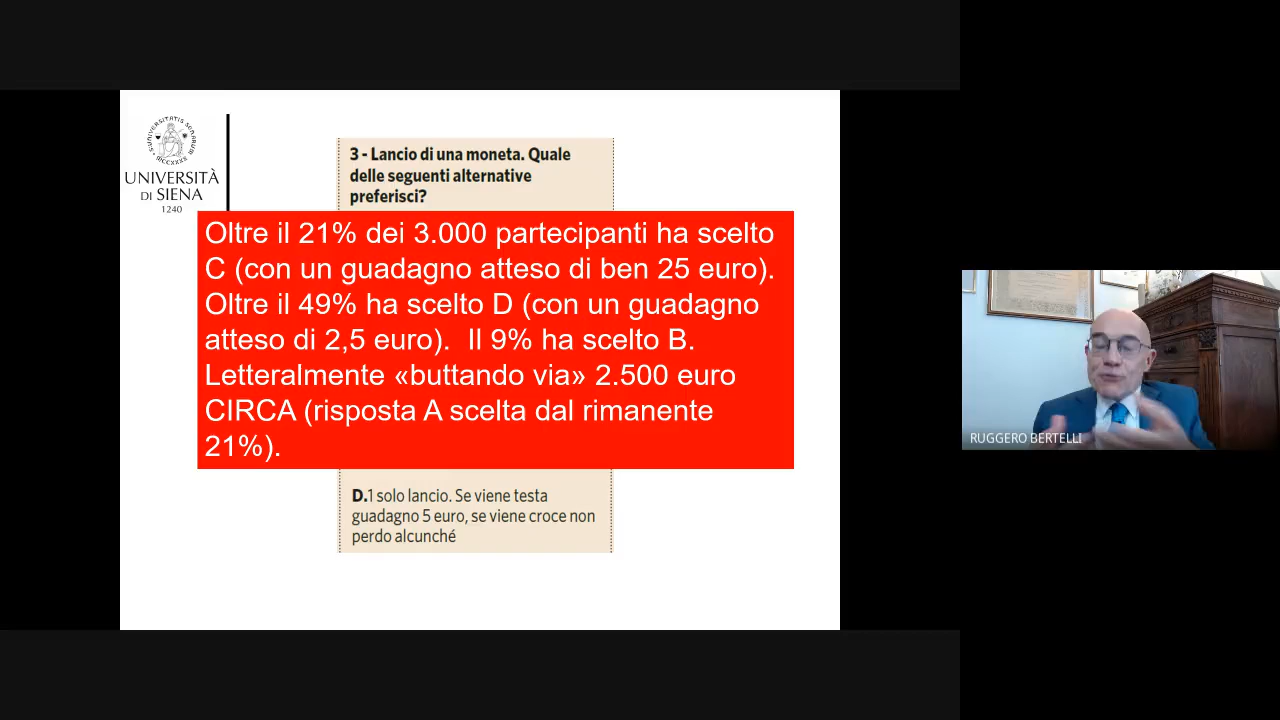 UNIVERSITÀ
DI SIENA
1240
3 - Lancio di una moneta. Quale
delle seguenti alternative
preferisci?
Oltre il 21% dei 3.000 partecipanti ha scelto
C (con un guadagno atteso di ben 25 euro).
Oltre il 49% ha scelto D (con un guadagno
atteso di 2,5 euro). Il 9% ha scelto B.
Letteralmente «buttando via» 2.500 euro
CIRCA (risposta A scelta dal rimanente
21%).
D.1 solo lancio. Se viene testa
guadagno 5 euro, se viene croce non
perdo alcunché
RUGGERO BERTELLI